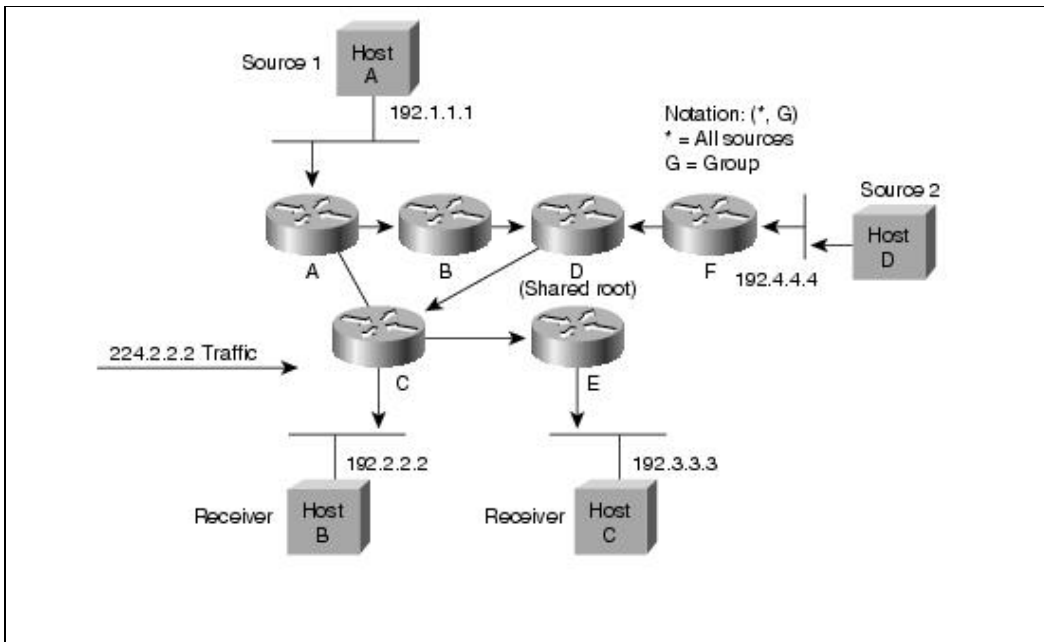 Source 1
Host
A
192.1.1.1
Notation: (*, G)
* = All sources
G = Group
Source 2
Host
D
192.4.4.4
A
B
D
(Shared root)
F
224.2.2.2 Traffic
C
E
192.2.2.2
192.3.3.3
Receiver
Host
B
Receiver
Host
C